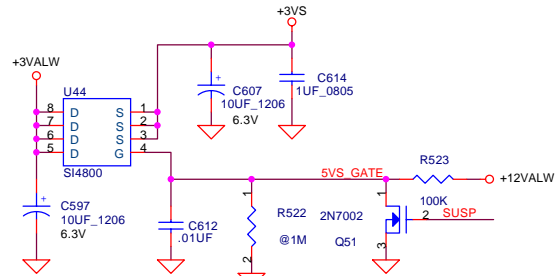 +3VS
+3VALW
U44
8 D S 1
7 D S 2
6 D S 3
5 D G 4
SI4800
C607
10UF_1206
6.3V
C614
1UF_0805
C597
10UF_1206
6.3V
C612
.01UF
5VS_GATE
R523
100K
+12VALW
1
R522
@1M
2
2N7002
Q51
1
2
3
SUSP